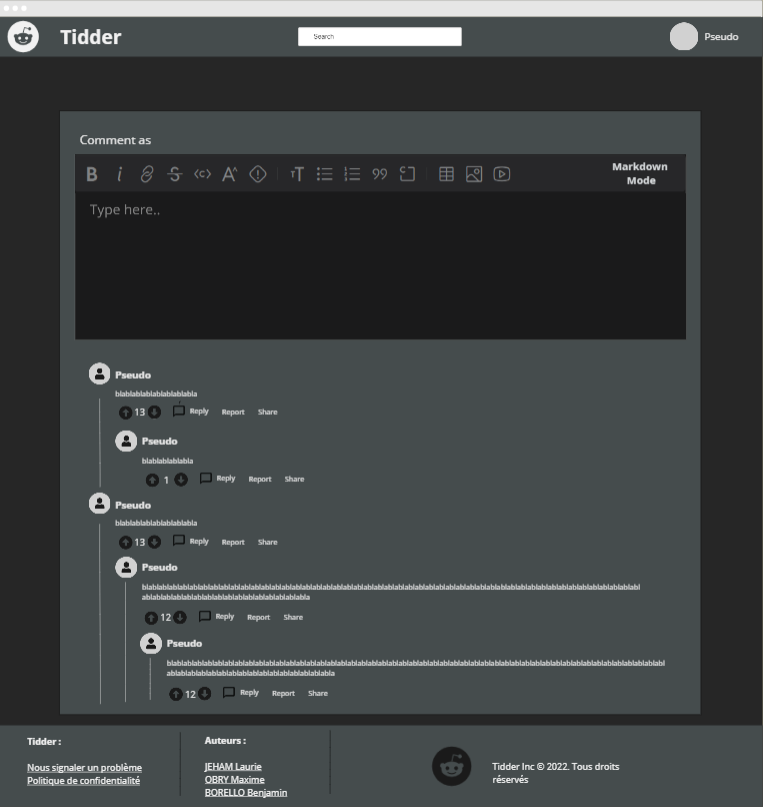 Tidder
Search
Pseudo
Comment as
B i S <c> A^ ! TT 99
Markdown
Mode
Type here..
Pseudo
blablablablablablablabla
13 Reply Report Share
Pseudo
blablablablabla
1 Reply Report Share
Pseudo
blablablablablablablabla
13 Reply Report Share
Pseudo
12 Reply Report Share
Pseudo
12 Reply Report Share
Tidder :
Nous signaler un problème
Politique de confidentialité
Auteurs :
JEHAM Laurie
OBRY Maxime
BORELLO Benjamin
Tidder Inc © 2022. Tous droits
réservés